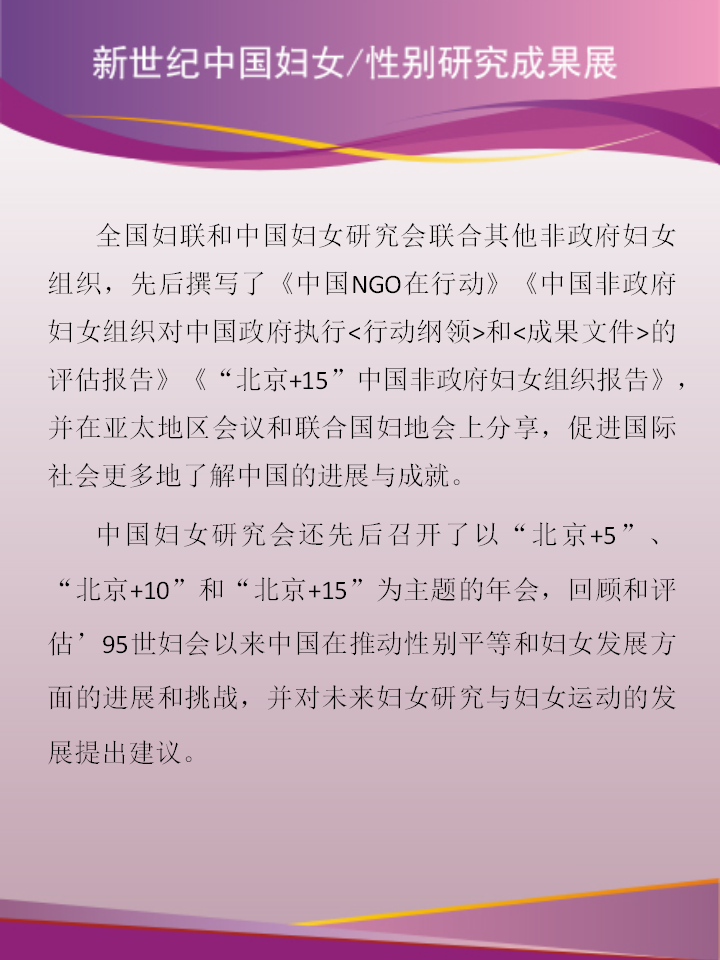 新世纪中国妇女/性别研究成果展
全国妇联和中国妇女研究会联合其他非政府妇女
组织，先后撰写了《中国NGO在行动》《中国非政府
妇女组织对中国政府执行<行动纲领>和<成果文件>的
评估报告》《“北京+15”中国非政府妇女组织报告》，
并在亚太地区会议和联合国妇地会上分享，促进国际
社会更多地了解中国的进展与成就。
中国妇女研究会还先后召开了以“北京+5”、
“北京+10”和“北京+15”为主题的年会，回顾和评
估’95世妇会以来中国在推动性别平等和妇女发展方
面的进展和挑战，并对未来妇女研究与妇女运动的发
展提出建议。